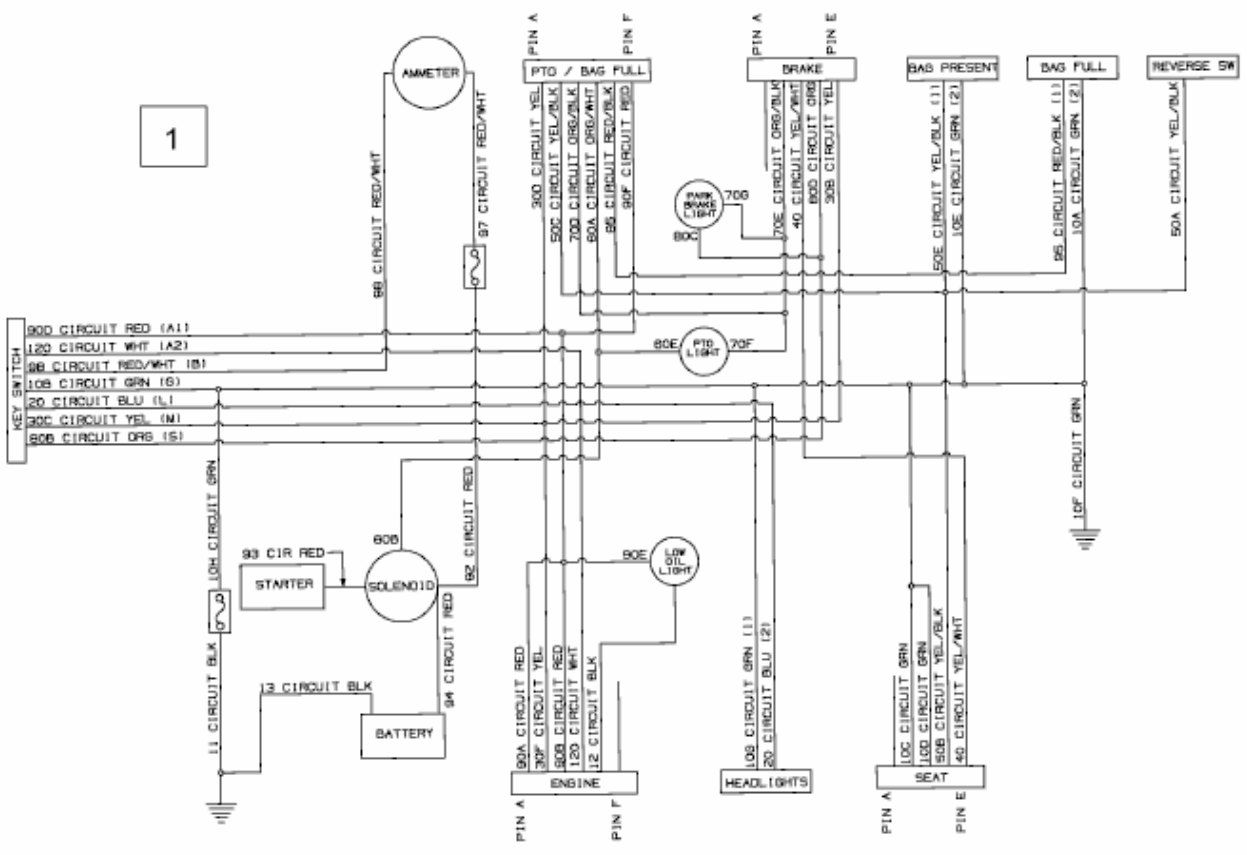 1
AMMETER
PIN A
PIN F
PTO / BAG FULL
PIN A
PIN E
BRAKE
BAG PRESENT
BAG FULL
REVERSE SW
98 CIRCUIT RED/WHT
97 CIRCUIT RED/WHT
30D CIRCUIT YEL
50C CIRCUIT YEL/BLK
70D CIRCUIT ORG/BLK
60A CIRCUIT ORG/WHT
95 CIRCUIT RED/BLK
90F CIRCUIT RED
70E CIRCUIT ORG/BLK
40 CIRCUIT YEL/WHT
80D CIRCUIT ORG
30B CIRCUIT YEL
50E CIRCUIT YEL/BLK (1)
10E CIRCUIT GRN (2)
95 CIRCUIT RED/BLK (1)
10A CIRCUIT GRN (2)
50A CIRCUIT YEL/BLK
PARK
BRAKE
LIGHT
70G
80C
60E
PTO
LIGHT
70F
KEY SWITCH
90D CIRCUIT RED (A1)
120 CIRCUIT WHT (A2)
98 CIRCUIT RED/WHT (B)
10B CIRCUIT GRN (G)
20 CIRCUIT BLU (L)
30C CIRCUIT YEL (M)
80B CIRCUIT ORG (S)
10H CIRCUIT GRN
92 CIRCUIT RED
10F CIRCUIT GRN
60B
93 CIR RED
STARTER
SOLENOID
90E
LOW
OIL
LIGHT
11 CIRCUIT BLK
13 CIRCUIT BLK
94 CIRCUIT RED
BATTERY
90A CIRCUIT RED
30F CIRCUIT YEL
90B CIRCUIT RED
120 CIRCUIT WHT
12 CIRCUIT BLK
ENGINE
PIN A
PIN F
10G CIRCUIT GRN (1)
20 CIRCUIT BLU (2)
HEADLIGHTS
10C CIRCUIT GRN
10D CIRCUIT GRN
50B CIRCUIT YEL/BLK
40 CIRCUIT YEL/WHT
SEAT
PIN A
PIN E